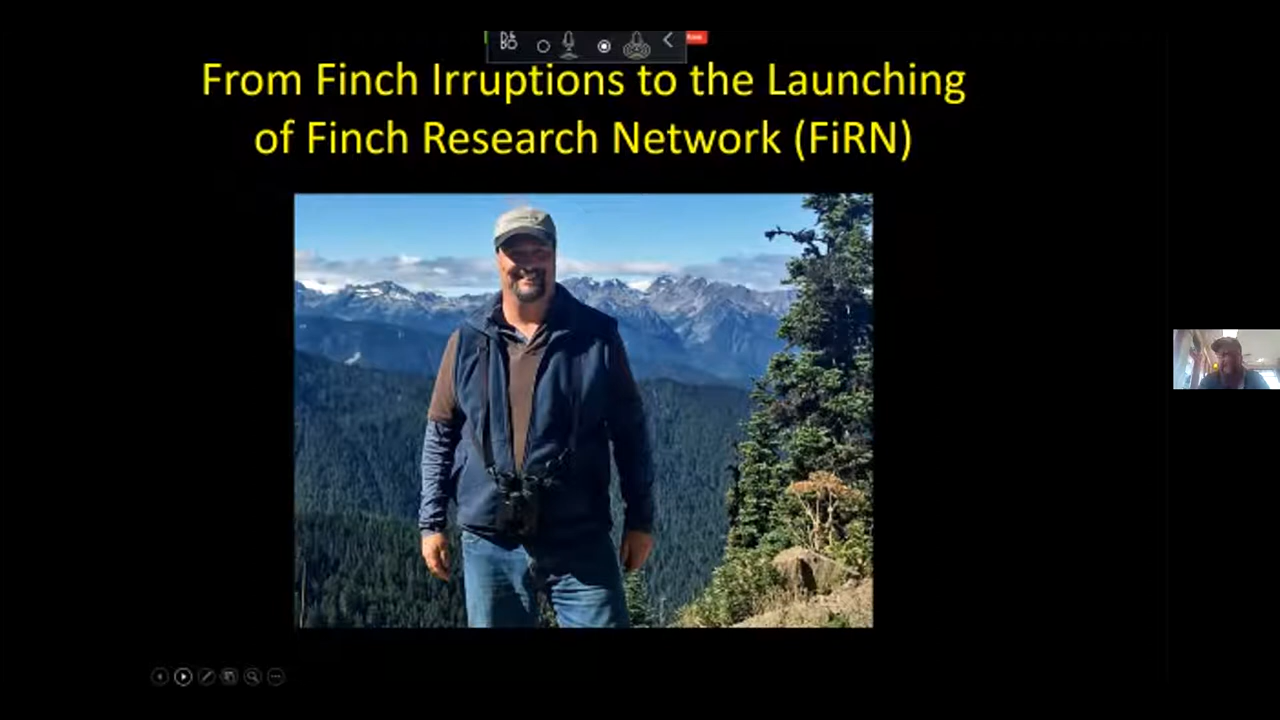 From Finch Irruptions to the Launching
of Finch Research Network (FiRN)